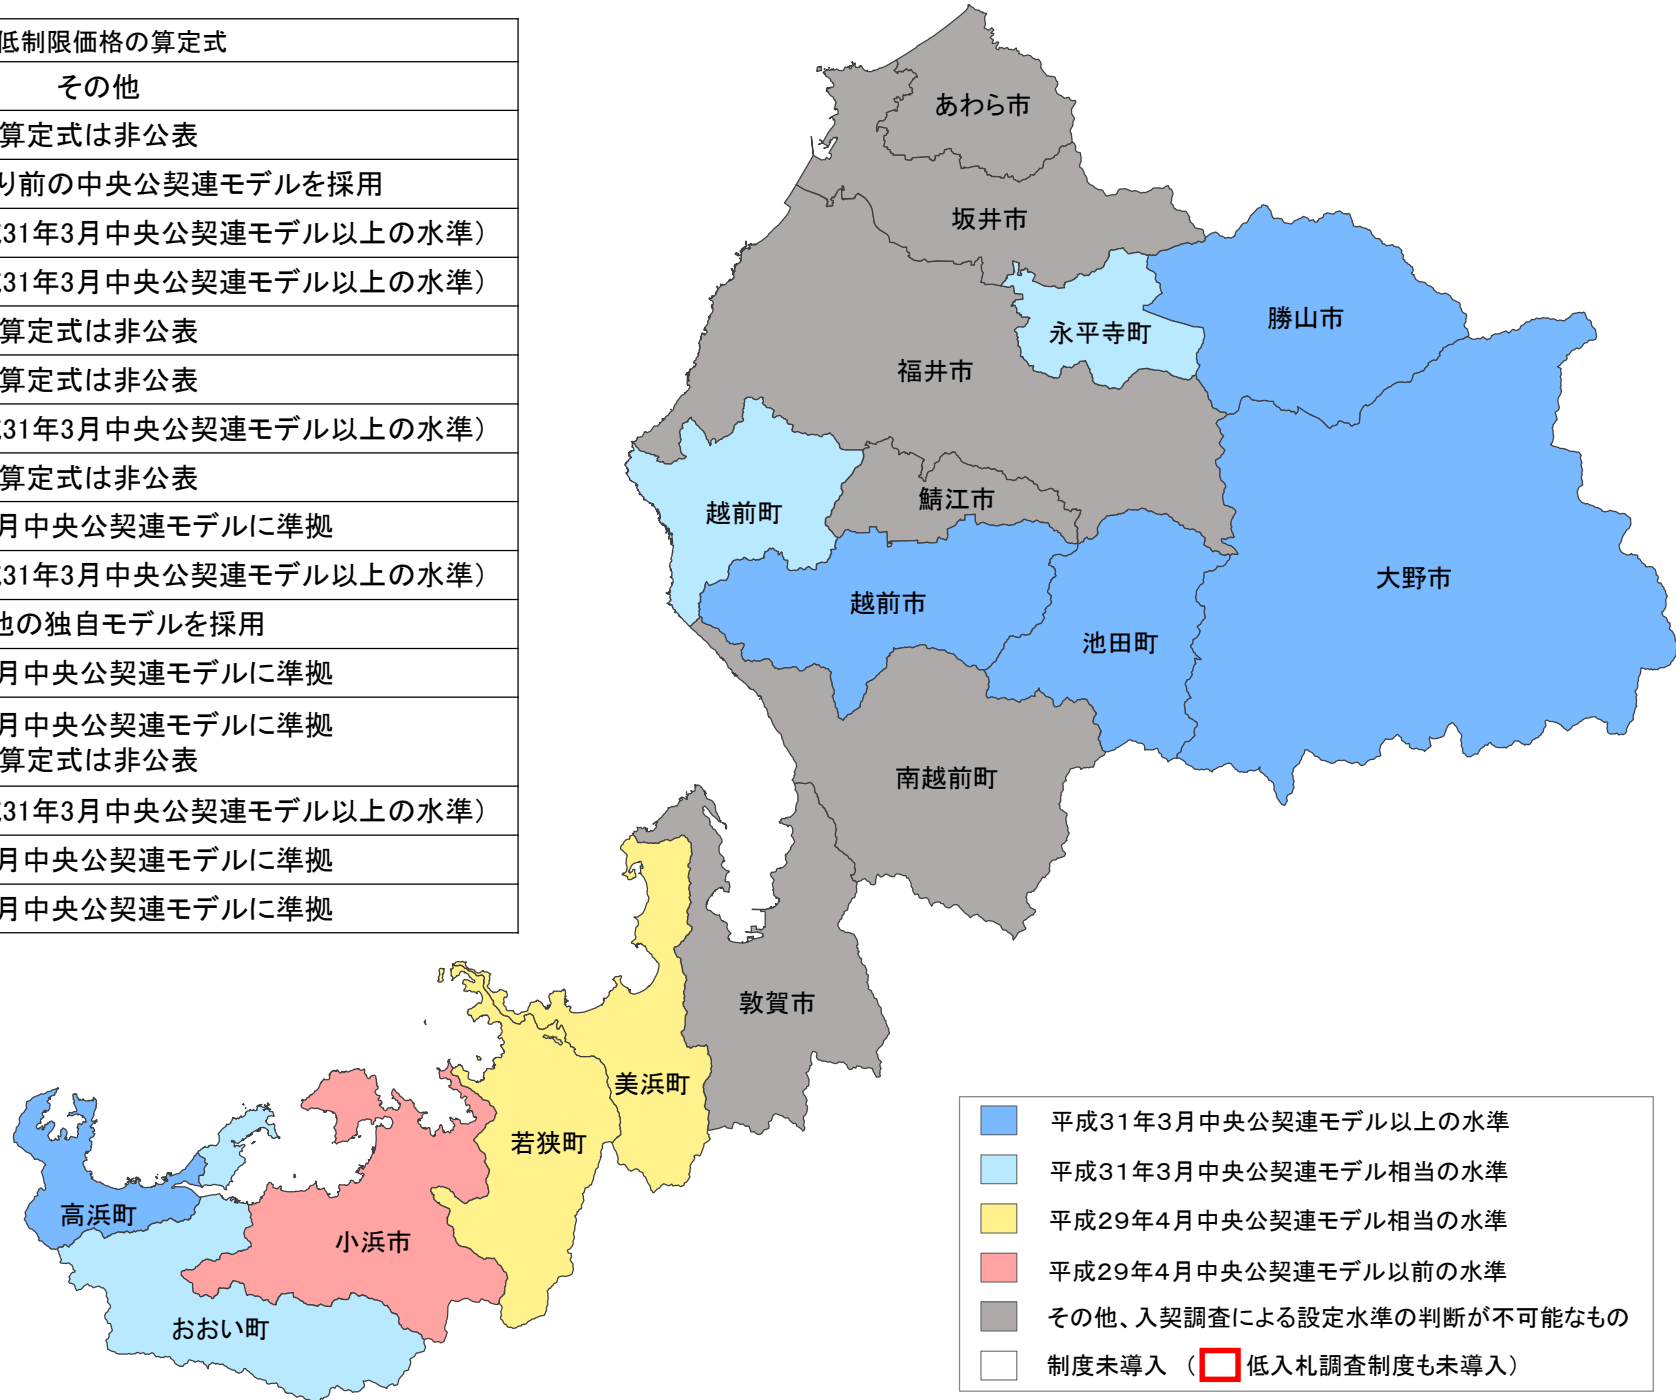 低制限価格の算定式
その他
算定式は非公表
り前の中央公契連モデルを採用
31年3月中央公契連モデル以上の水準)
31年3月中央公契連モデル以上の水準)
算定式は非公表
算定式は非公表
31年3月中央公契連モデル以上の水準)
算定式は非公表
月中央公契連モデルに準拠
31年3月中央公契連モデル以上の水準)
他の独自モデルを採用
月中央公契連モデルに準拠
月中央公契連モデルに準拠
算定式は非公表
31年3月中央公契連モデル以上の水準)
月中央公契連モデルに準拠
月中央公契連モデルに準拠
あわら市
坂井市
永平寺町
勝山市
福井市
鯖江市
越前町
大野市
越前市
池田町
南越前町
敦賀市
美浜町
若狭町
高浜町
小浜市
おおい町
平成31年3月中央公契連モデル以上の水準
平成31年3月中央公契連モデル相当の水準
平成29年4月中央公契連モデル相当の水準
平成29年4月中央公契連モデル以前の水準
その他、入契調査による設定水準の判断が不可能なもの
制度未導入 ( 低入札調査制度も未導入)